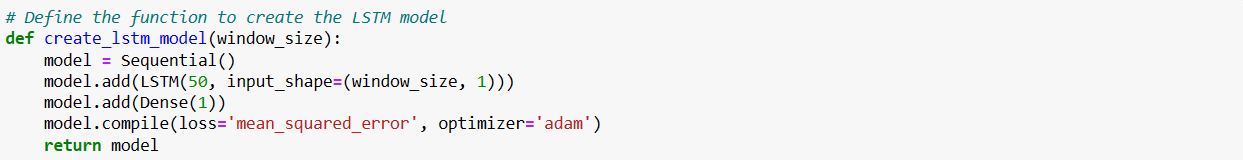 # Define the function to create the LSTM model
def create_lstm_model(window_size):
    model = Sequential()
    model.add(LSTM(50, input_shape=(window_size, 1)))
    model.add(Dense(1))
    model.compile(loss='mean_squared_error', optimizer='adam')
    return model